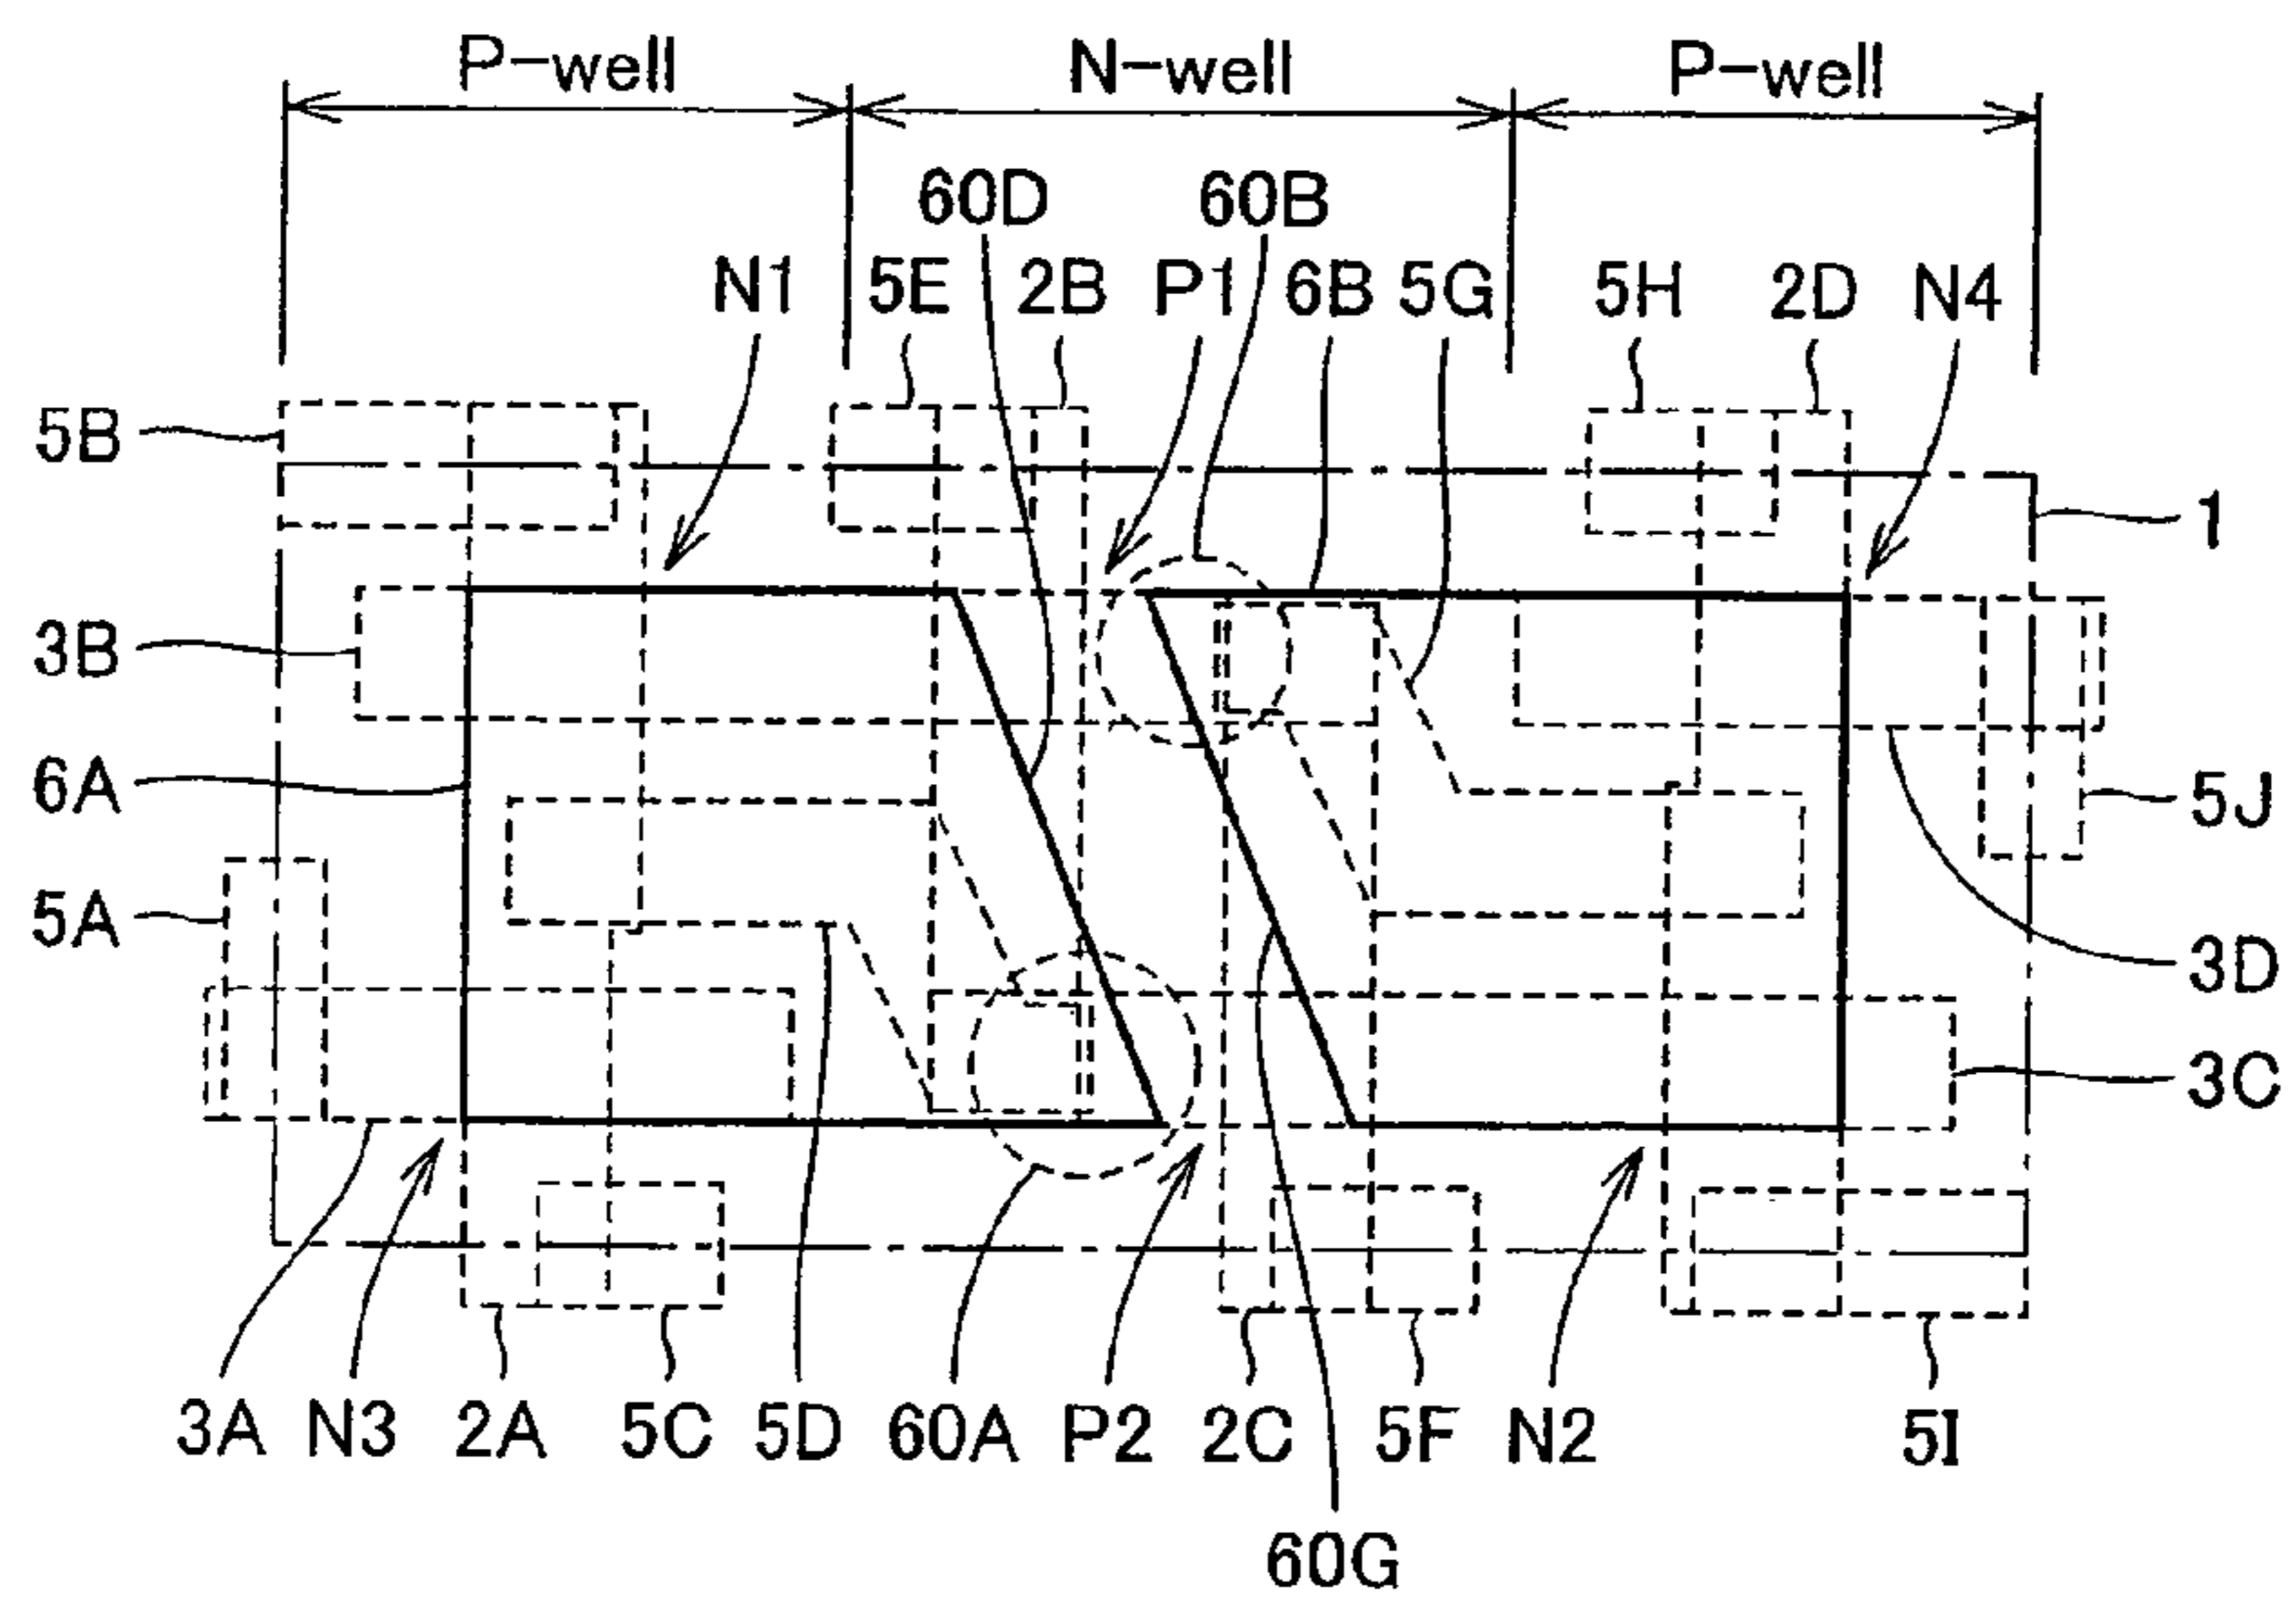 P-well N-well P-well
60D 60B
N1 5E 2B P1 6B 5G 5H 2D N4
5B
1
3B
6A
5J
5A
3D
3C
3A N3 2A 5C 5D 60A P2 2C 5F N2 5I
60G